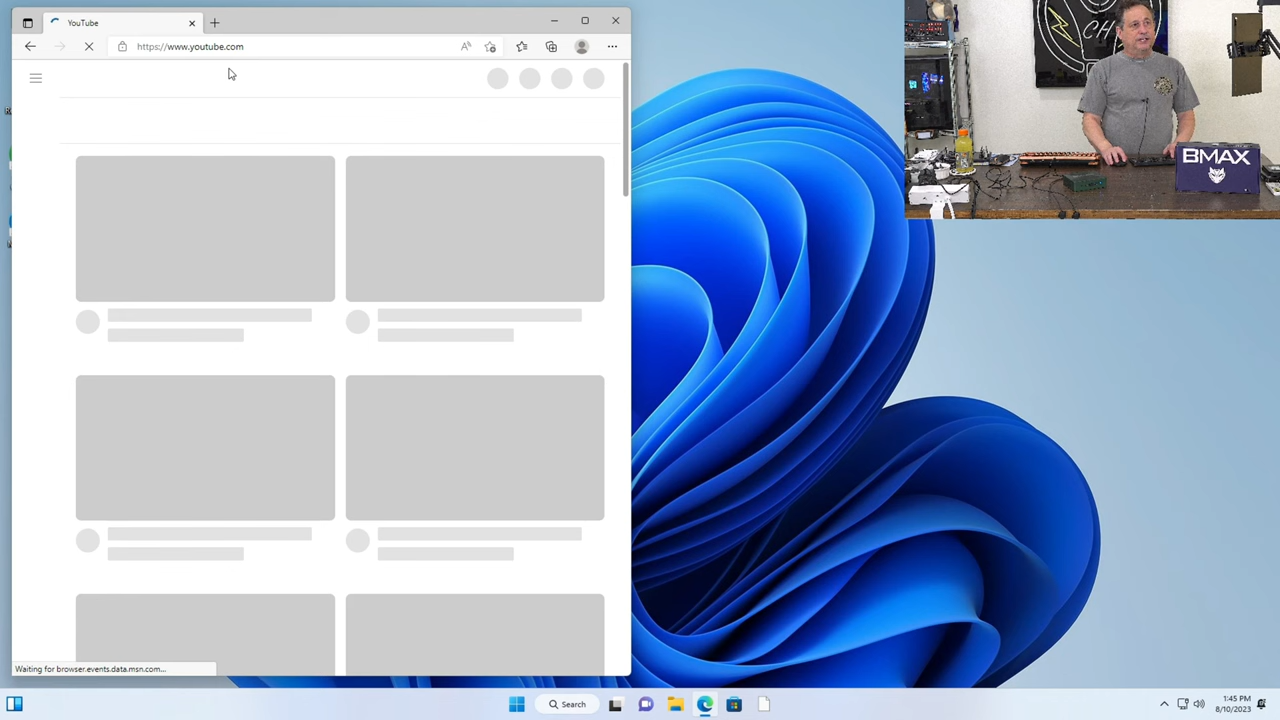 YouTube
https://www.youtube.com
CH
BMAX
Waiting for browser.events.data.msn.com...
Search
1:45 PM
8/10/2023